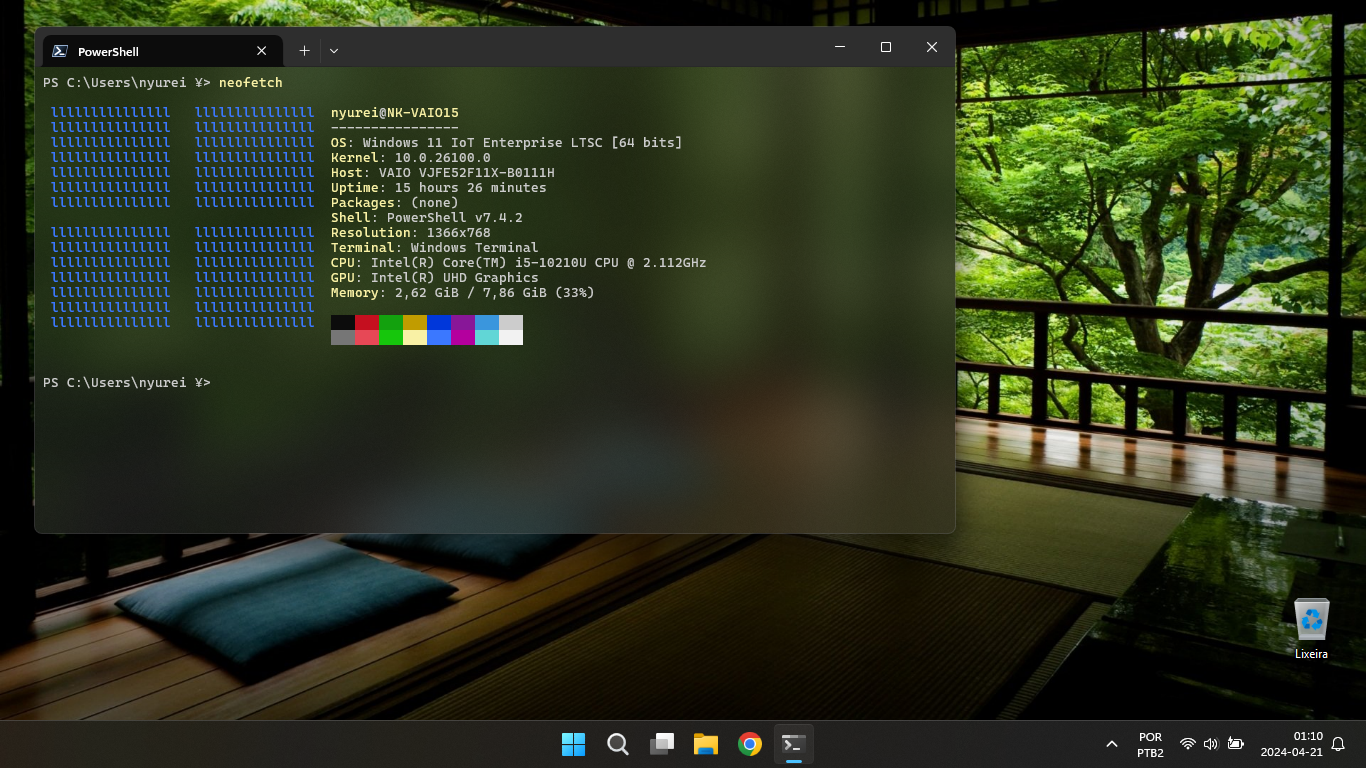 PowerShell
PS C:\Users\nyurei ¥> neofetch
lllllllllllllll   lllllllllllllll   nyurei@NK-VAIO15
lllllllllllllll   lllllllllllllll   ----------------
lllllllllllllll   lllllllllllllll   OS: Windows 11 IoT Enterprise LTSC [64 bits]
lllllllllllllll   lllllllllllllll   Kernel: 10.0.26100.0
lllllllllllllll   lllllllllllllll   Host: VAIO VJFE52F11X-B0111H
lllllllllllllll   lllllllllllllll   Uptime: 15 hours 26 minutes
lllllllllllllll   lllllllllllllll   Packages: (none)
Shell: PowerShell v7.4.2
lllllllllllllll   lllllllllllllll   Resolution: 1366x768
lllllllllllllll   lllllllllllllll   Terminal: Windows Terminal
lllllllllllllll   lllllllllllllll   CPU: Intel(R) Core(TM) i5-10210U CPU @ 2.112GHz
lllllllllllllll   lllllllllllllll   GPU: Intel(R) UHD Graphics
lllllllllllllll   lllllllllllllll   Memory: 2,62 GiB / 7,86 GiB (33%)
lllllllllllllll   lllllllllllllll
lllllllllllllll   lllllllllllllll
PS C:\Users\nyurei ¥>
Lixeira
POR
PTB2
01:10
2024-04-21